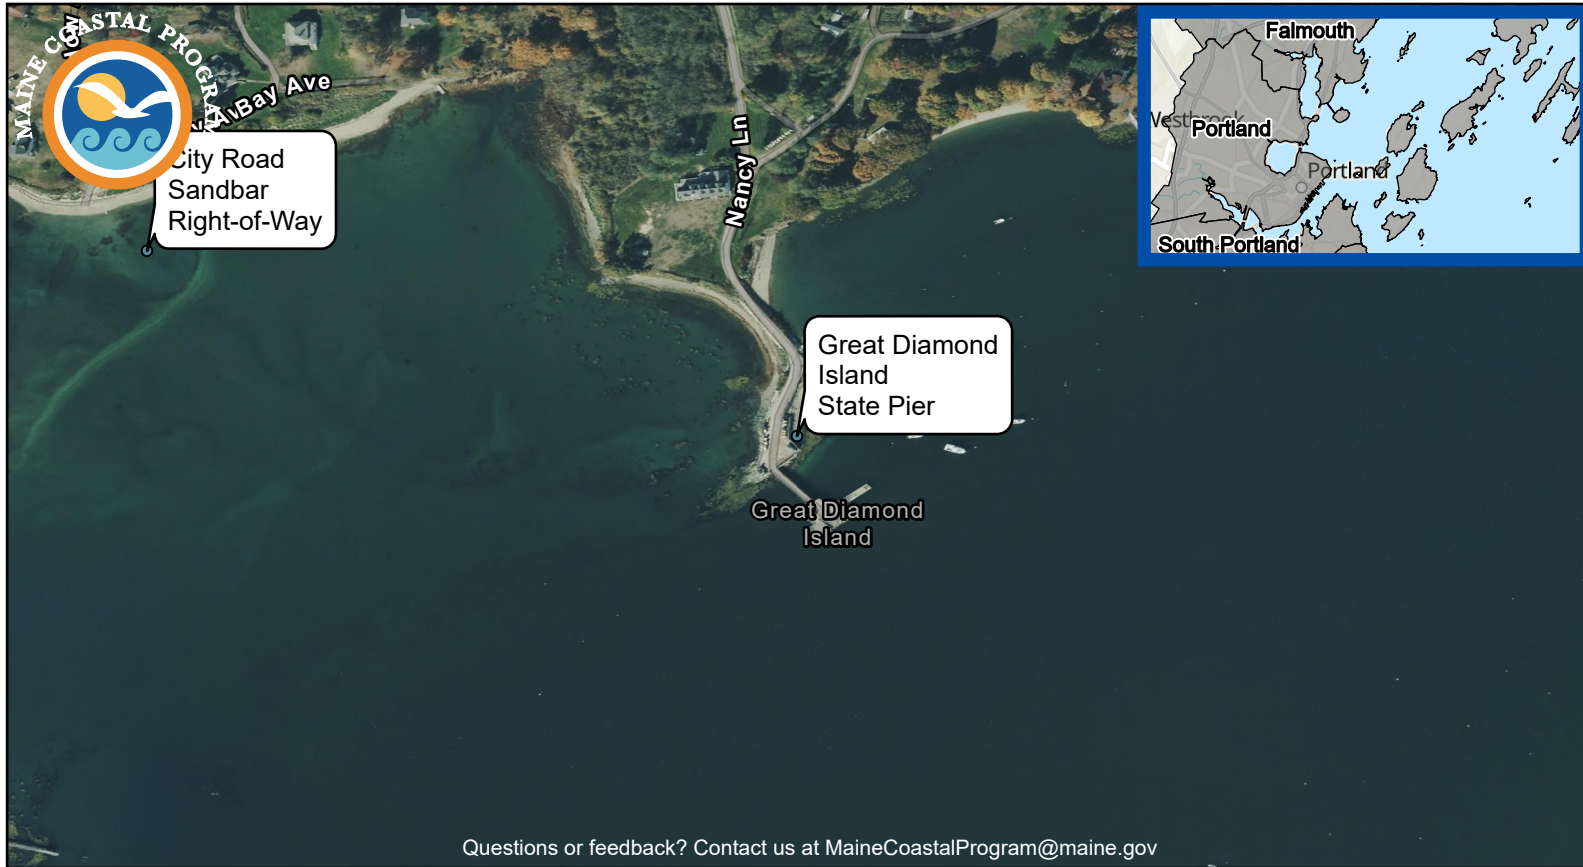 MAINE COASTAL PROGRAM
Bay Ave
City Road
Sandbar
Right-of-Way
Nancy Ln
Great Diamond
Island
State Pier
Great Diamond
Island
Falmouth
Westbrook
Portland
Portland
South Portland
Questions or feedback? Contact us at MaineCoastalProgram@maine.gov